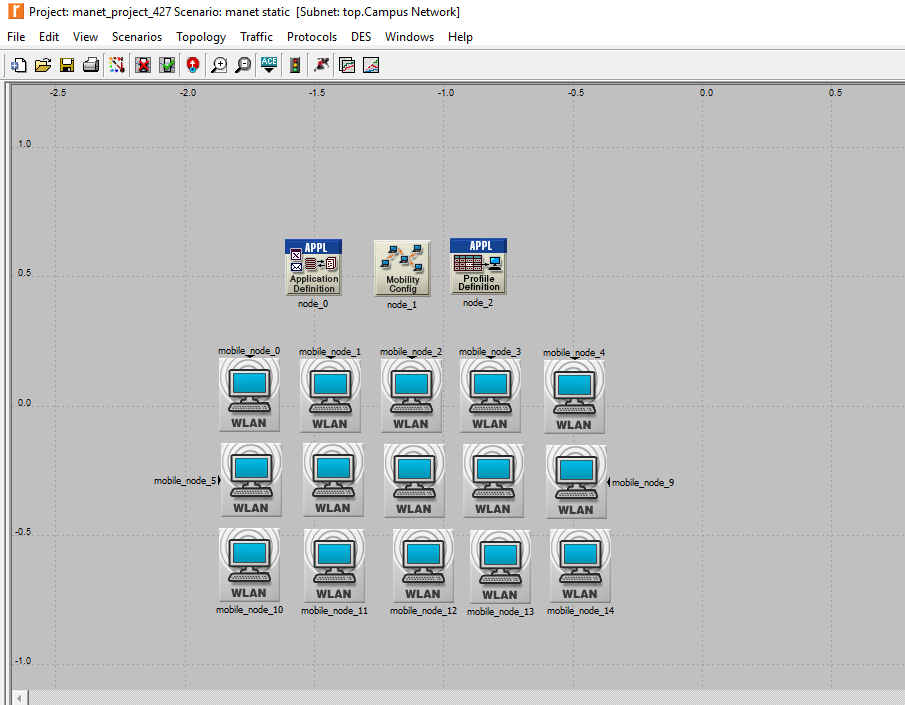 Project: manet_project_427 Scenario: manet static [Subnet: top.Campus Network]
File Edit View Scenarios Topology Traffic Protocols DES Windows Help
ACE
-2.5 -2.0 -1.5 -1.0 -0.5 0.0 0.5
1.0
0.5
APPL
Application
Definition
node_0
Mobility
Config
node_1
APPL
Profile
Definition
node_2
mobile_node_0 mobile_node_1 mobile_node_2 mobile_node_3 mobile_node_4
0.0
WLAN WLAN WLAN WLAN WLAN
mobile_node_5 mobile_node_9
WLAN WLAN WLAN WLAN WLAN
-0.5
WLAN WLAN WLAN WLAN WLAN
mobile_node_10 mobile_node_11 mobile_node_12 mobile_node_13 mobile_node_14
-1.0